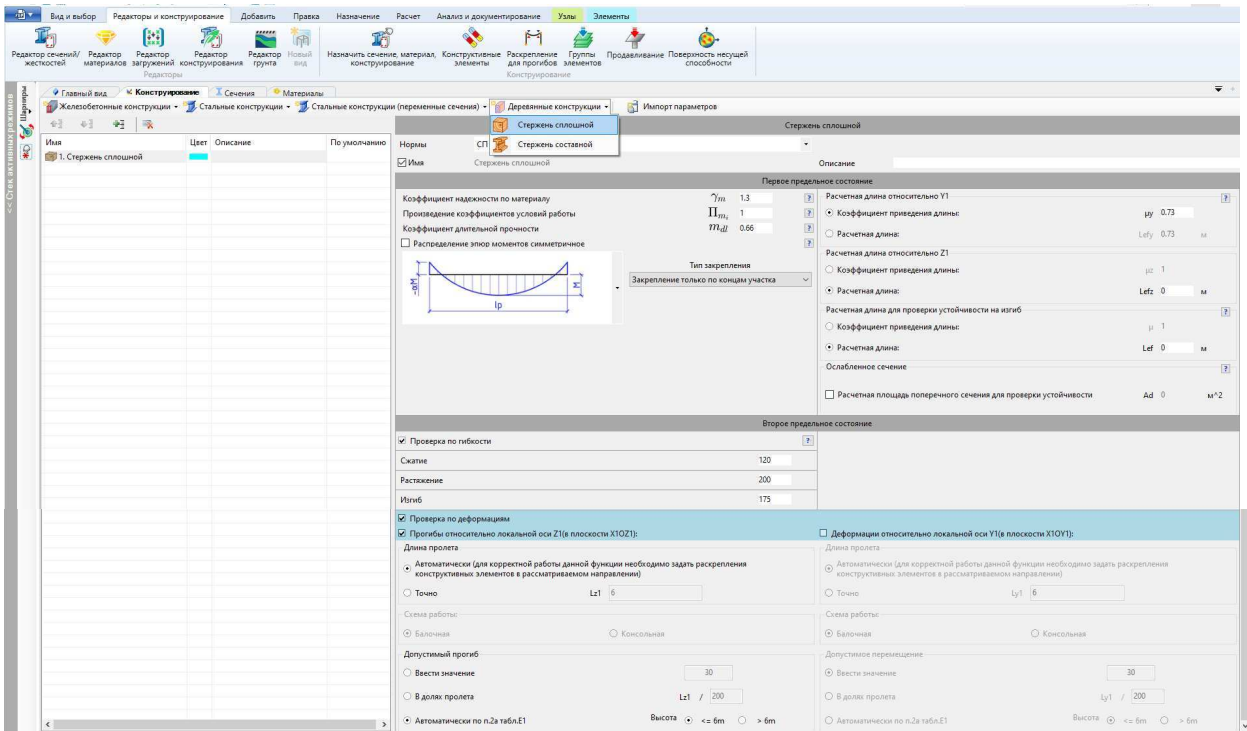 Вид и выбор Редакторы и конструирование Добавить Правка Назначение Расчет Анализ и документирование Узлы Элементы
Редактор сечений/ жесткостей
Редактор материалов
Редактор загружений
Редактор конструирования
Редактор грунта
Новый вид
Назначить сечение, материал, конструирование
Конструктивные элементы
Раскрепление для прогибов
Группы элементов
Продавливание
Поверхность несущей способности
Редакторы Конструирование
<< Стек активных режимов
Шарниры
Главный вид Конструирование Сечения Материалы
Железобетонные конструкции Стальные конструкции Стальные конструкции (переменные сечения) Деревянные конструкции Импорт параметров
Стержень сплошной
Стержень составной
Имя Цвет Описание По умолчанию
1. Стержень сплошной
Стержень сплошной
Нормы СП
Имя Стержень сплошной Описание
Первое предельное состояние
Коэффициент надежности по материалу γm 1.3 ?
Произведение коэффициентов условий работы Πmi 1 ?
Коэффициент длительной прочности mdl 0.66 ?
Распределение эпюр моментов симметричное ?
-αM M lp
Тип закрепления
Закрепление только по концам участка
Расчетная длина относительно Y1 ?
Коэффициент приведения длины: μy 0.73
Расчетная длина: Lefy 0.73 м
Расчетная длина относительно Z1
Коэффициент приведения длины: μz 1
Расчетная длина: Lefz 0 м
Расчетная длина для проверки устойчивости на изгиб ?
Коэффициент приведения длины: μ 1
Расчетная длина: Lef 0 м
Ослабленное сечение ?
Расчетная площадь поперечного сечения для проверки устойчивости Ad 0 м^2
Второе предельное состояние
Проверка по гибкости ?
Сжатие 120
Растяжение 200
Изгиб 175
Проверка по деформациям
Прогибы относительно локальной оси Z1(в плоскости X1OZ1):
Длина пролета
Автоматически (для корректной работы данной функции необходимо задать раскрепления
конструктивных элементов в рассматриваемом направлении)
Точно Lz1 6
Схема работы:
Балочная Консольная
Допустимый прогиб
Ввести значение 30
В долях пролета Lz1 / 200
Автоматически по п.2а табл.Е1 Высота <= 6m > 6m
Деформации относительно локальной оси Y1(в плоскости X1OY1):
Длина пролета
Автоматически (для корректной работы данной функции необходимо задать раскрепления
конструктивных элементов в рассматриваемом направлении)
Точно Ly1 6
Схема работы:
Балочная Консольная
Допустимое перемещение
Ввести значение 30
В долях пролета Ly1 / 200
Автоматически по п.2а табл.Е1 Высота <= 6m > 6m